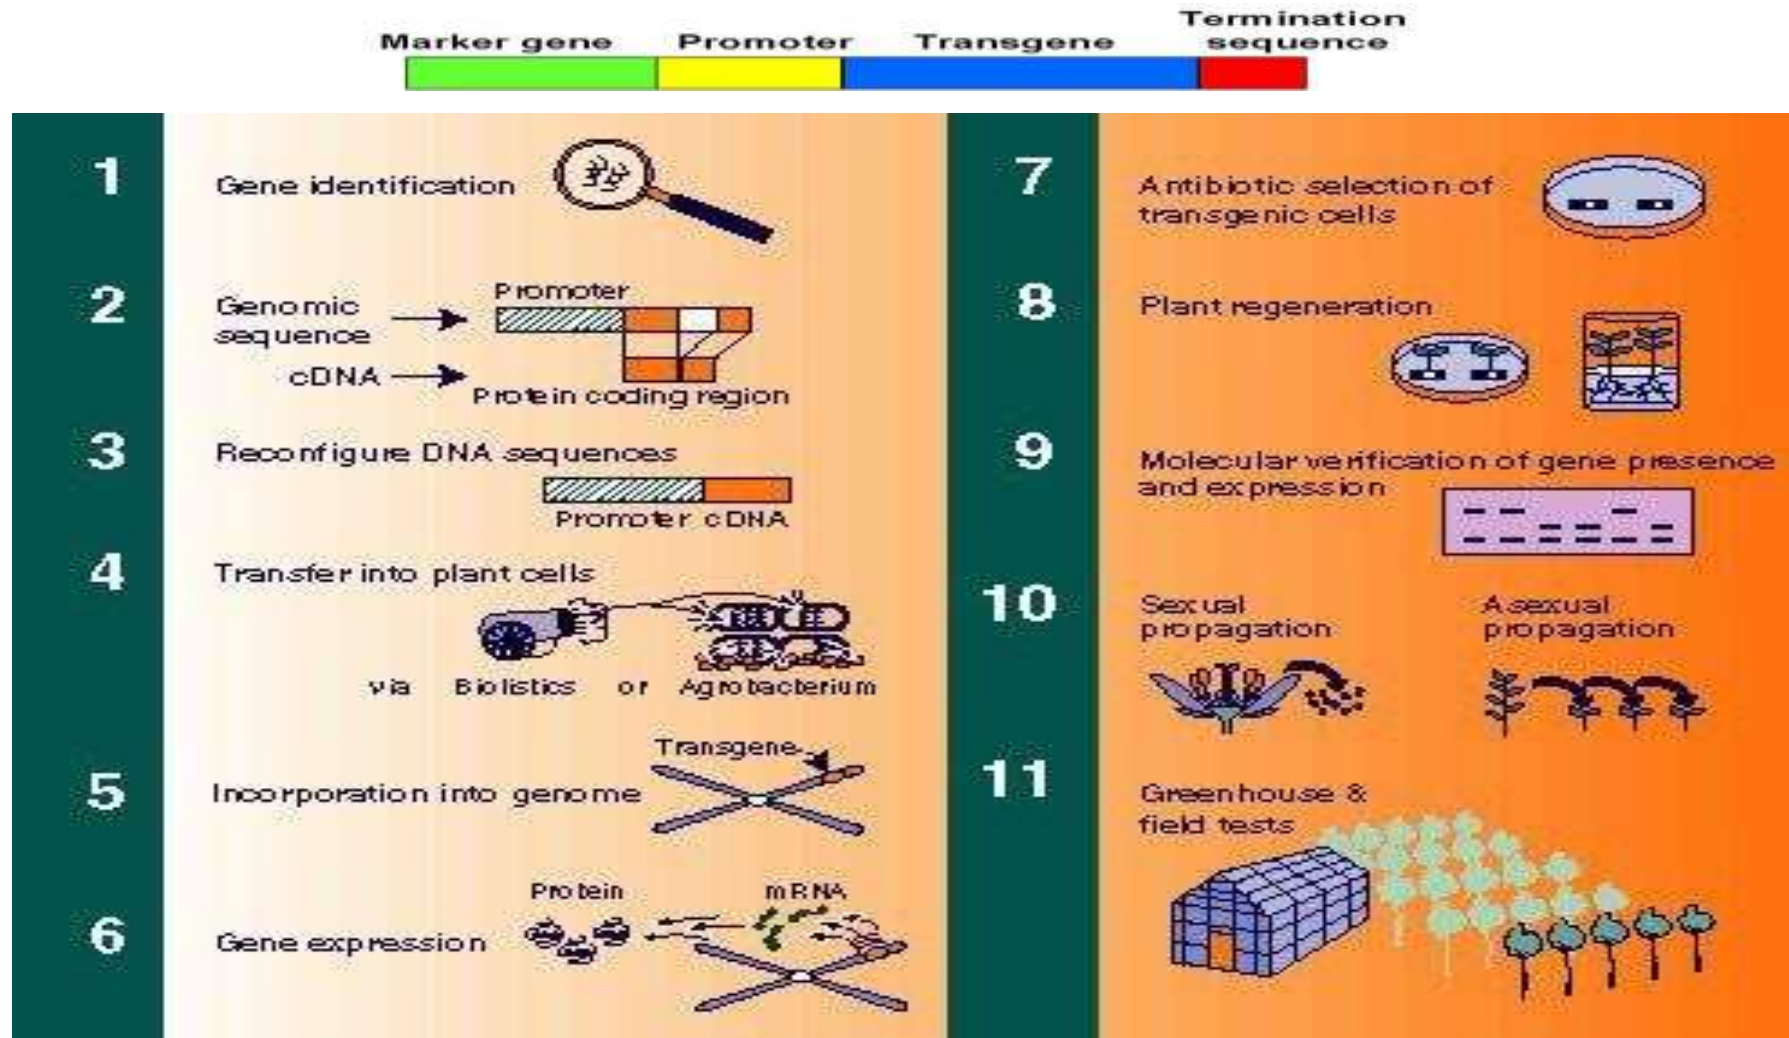 Marker gene Promoter Transgene Termination sequence
1
Gene identification
2
Genomic
sequence
Promoter
cDNA
Protein coding region
3
Reconfigure DNA sequences
Promoter cDNA
4
Transfer into plant cells
via Biolistics or Agrobacterium
5
Incorporation into genome
Transgene
6
Gene expression
Protein
mRNA
7
Antibiotic selection of
transgenic cells
8
Plant regeneration
9
Molecular verification of gene presence
and expression
10
Sexual
propagation
Asexual
propagation
11
Greenhouse &
field tests